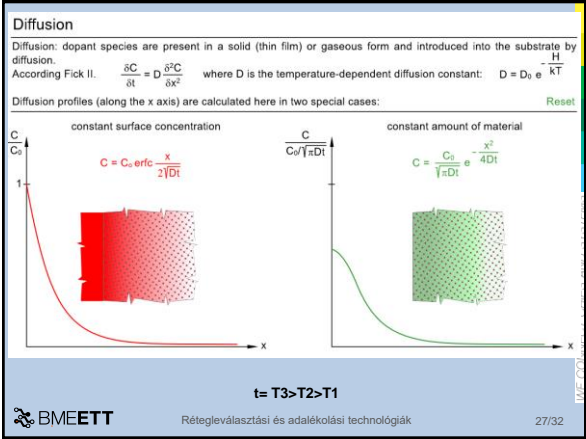 Diffusion
Diffusion: dopant species are present in a solid (thin film) or gaseous form and introduced into the substrate by
diffusion.
According Fick II. δC/δt = D δ²C/δx² where D is the temperature-dependent diffusion constant: D = D₀ e^(-H/kT)
Diffusion profiles (along the x axis) are calculated here in two special cases: Reset
constant surface concentration
C/C₀
C = C₀ erfc x/(2√Dt)
1
x
constant amount of material
C/(C₀/√πDt)
C = C₀/√πDt e^(-x²/4Dt)
x
t= T3>T2>T1
BMEETT
Rétegleválasztási és adalékolási technológiák
27/32